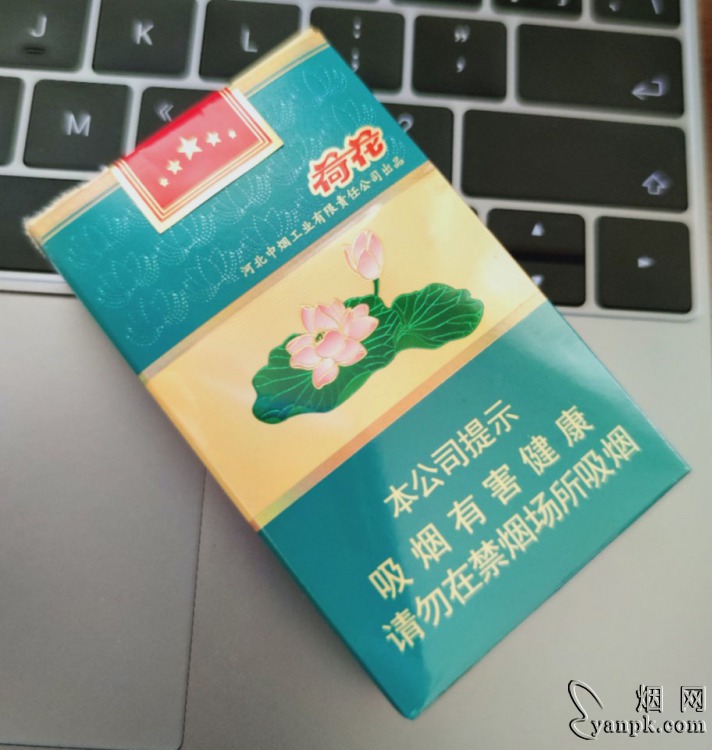 J
K
L
M
荷花
河北中烟工业有限责任公司出品
本公司提示
吸烟有害健康
请勿在禁烟场所吸烟
烟网
yanpk.com